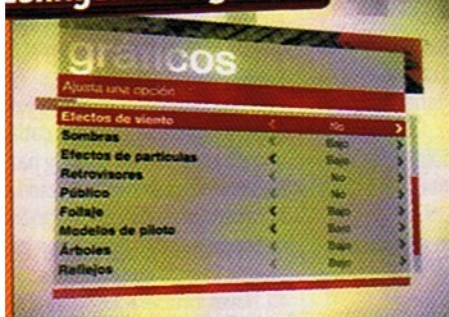 gráficos
Ajusta una opción
Efectos de viento < No >
Sombras < Bajo >
Efectos de partículas < Bajo >
Retrovisores < No >
Público < No >
Follaje < Bajo >
Modelos de piloto < Bajo >
Árboles < Bajo >
Reflejos < Bajo >